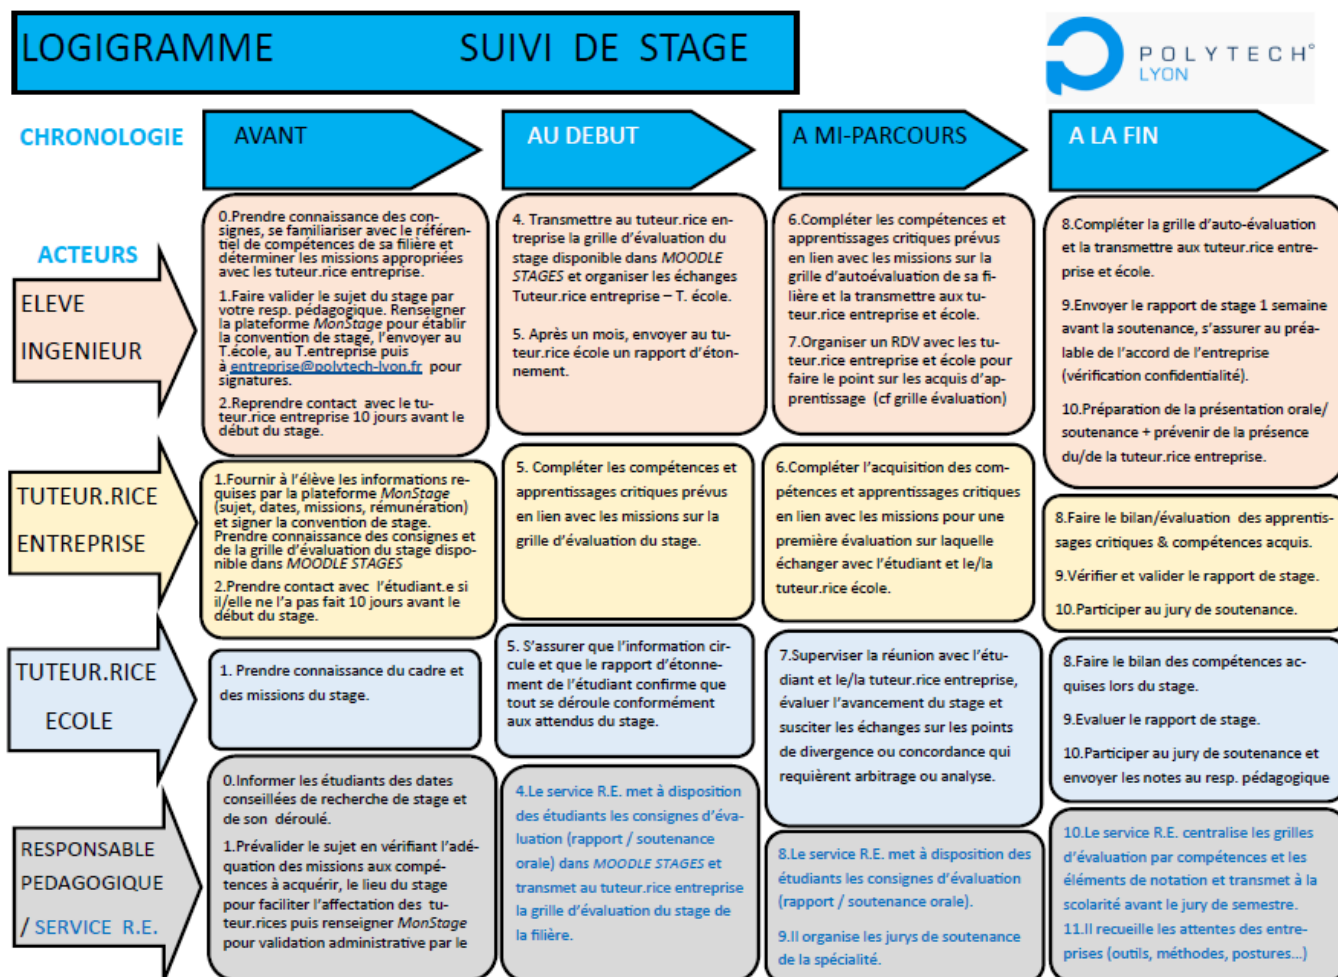 LOGIGRAMME SUIVI DE STAGE
POLYTECH°
LYON
CHRONOLOGIE
AVANT
AU DEBUT
A MI-PARCOURS
A LA FIN
ACTEURS
ELEVE
INGENIEUR
0.Prendre connaissance des con-
signes, se familiariser avec le référen-
tiel de compétences de sa filière et
déterminer les missions appropriées
avec les tuteur.rice entreprise.
1.Faire valider le sujet du stage par
votre resp. pédagogique. Renseigner
la plateforme MonStage pour établir
la convention de stage, l'envoyer au
T.école, au T.entreprise puis
à entreprise@polytech-lyon.fr pour
signatures.
2.Reprendre contact avec le tu-
teur.rice entreprise 10 jours avant le
début du stage.
4. Transmettre au tuteur.rice en-
treprise la grille d'évaluation du
stage disponible dans MOODLE
STAGES et organiser les échanges
Tuteur.rice entreprise – T. école.
5. Après un mois, envoyer au tu-
teur.rice école un rapport d'éton-
nement.
6.Compléter les compétences et
apprentissages critiques prévus
en lien avec les missions sur la
grille d'autoévaluation de sa fi-
lière et la transmettre aux tu-
teur.rice entreprise et école.
7.Organiser un RDV avec les tu-
teur.rice entreprise et école pour
faire le point sur les acquis d'ap-
prentissage (cf grille évaluation)
8.Compléter la grille d'auto-évaluation
et la transmettre aux tuteur.rice entre-
prise et école.
9.Envoyer le rapport de stage 1 semaine
avant la soutenance, s'assurer au préa-
lable de l'accord de l'entreprise
(vérification confidentialité).
10.Préparation de la présentation orale/
soutenance + prévenir de la présence
du/de la tuteur.rice entreprise.
TUTEUR.RICE
ENTREPRISE
1.Fournir à l'élève les informations re-
quises par la plateforme MonStage
(sujet, dates, missions, rémunération)
et signer la convention de stage.
Prendre connaissance des consignes et
de la grille d'évaluation du stage dispo-
nible dans MOODLE STAGES
2.Prendre contact avec l'étudiant.e si
il/elle ne l'a pas fait 10 jours avant le
début du stage.
5. Compléter les compétences et
apprentissages critiques prévus
en lien avec les missions sur la
grille d'évaluation du stage.
6.Compléter l'acquisition des com-
pétences et apprentissages critiques
en lien avec les missions pour une
première évaluation sur laquelle
échanger avec l'étudiant et le/la
tuteur.rice école.
8.Faire le bilan/évaluation des apprentis-
sages critiques & compétences acquis.
9.Vérifier et valider le rapport de stage.
10.Participer au jury de soutenance.
TUTEUR.RICE
ECOLE
1. Prendre connaissance du cadre et
des missions du stage.
5. S'assurer que l'information cir-
cule et que le rapport d'étonne-
ment de l'étudiant confirme que
tout se déroule conformément
aux attendus du stage.
7.Superviser la réunion avec l'étu-
diant et le/la tuteur.rice entreprise,
évaluer l'avancement du stage et
susciter les échanges sur les points
de divergence ou concordance qui
requièrent arbitrage ou analyse.
8.Faire le bilan des compétences ac-
quises lors du stage.
9.Evaluer le rapport de stage.
10.Participer au jury de soutenance et
envoyer les notes au resp. pédagogique
RESPONSABLE
PEDAGOGIQUE
/ SERVICE R.E.
0.Informer les étudiants des dates
conseillées de recherche de stage et
de son déroulé.
1.Prévalider le sujet en vérifiant l'adé-
quation des missions aux compé-
tences à acquérir, le lieu du stage
pour faciliter l'affectation des tu-
teur.rices puis renseigner MonStage
pour validation administrative par le
4.Le service R.E. met à disposition
des étudiants les consignes d'éva-
luation (rapport / soutenance
orale) dans MOODLE STAGES et
transmet au tuteur.rice entreprise
la grille d'évaluation du stage de
la filière.
8.Le service R.E. met à disposition des
étudiants les consignes d'évaluation
(rapport / soutenance orale).
9.Il organise les jurys de soutenance
de la spécialité.
10.Le service R.E. centralise les grilles
d'évaluation par compétences et les
éléments de notation et transmet à la
scolarité avant le jury de semestre.
11.Il recueille les attentes des entre-
prises (outils, méthodes, postures...)